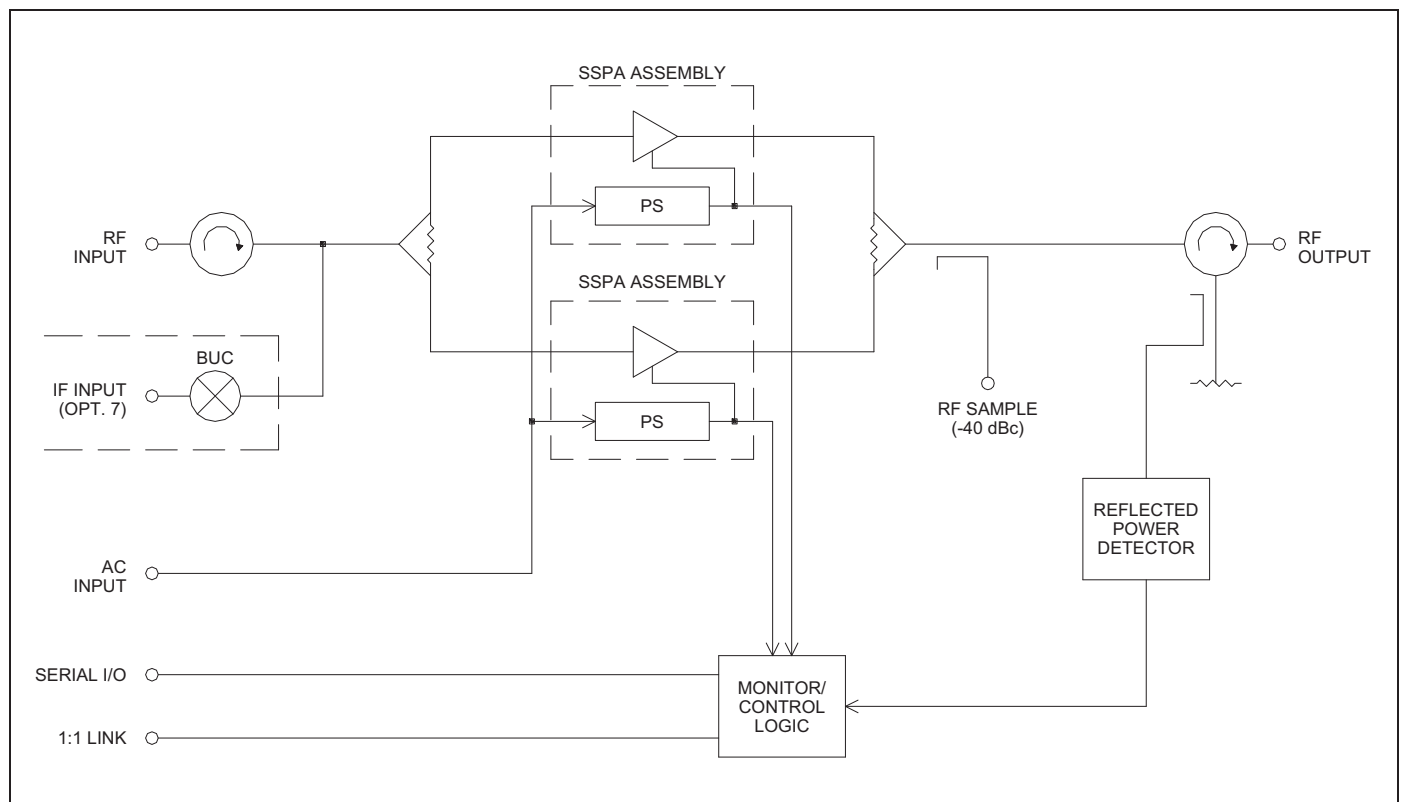 SSPA ASSEMBLY
PS
RF
INPUT
RF
OUTPUT
SSPA ASSEMBLY
BUC
IF INPUT
(OPT. 7)
PS
RF SAMPLE
(-40 dBc)
REFLECTED
POWER
DETECTOR
AC
INPUT
SERIAL I/O
MONITOR/
CONTROL
LOGIC
1:1 LINK